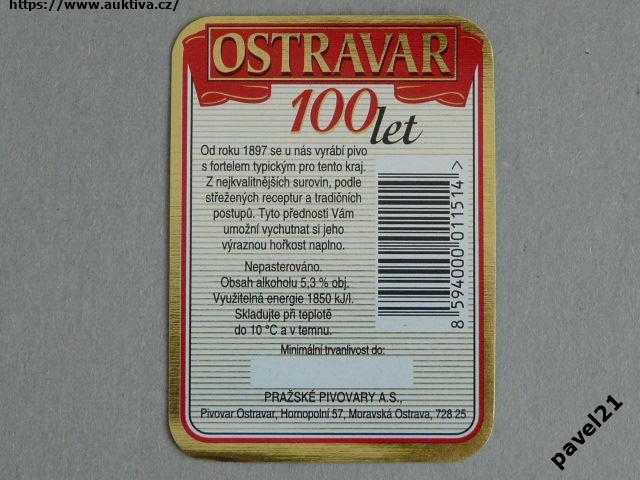 https://www.auktiva.cz/
OSTRAVAR
100 let
Od roku 1897 se u nás vyrábí pivo
s fortelem typickým pro tento kraj.
Z nejkvalitnějších surovin, podle
střežených receptur a tradičních
postupů. Tyto přednosti Vám
umožní vychutnat si jeho
výraznou hořkost naplno.
Nepasterováno.
Obsah alkoholu 5,3 % obj.
Využitelná energie 1850 kJ/l.
Skladujte při teplotě
do 10 °C a v temnu.
Minimální trvanlivost do:
PRAŽSKÉ PIVOVARY A.S.,
Pivovar Ostravar, Hornopolní 57, Moravská Ostrava, 728 25
8 594000 011514 >
pavel21